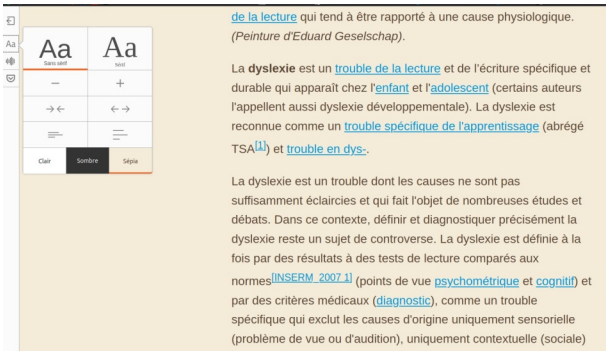 Aa
Aa
Aa
Sans sérif
Sérif
Clair
Sombre
Sépia
de la lecture qui tend à être rapporté à une cause physiologique.
(Peinture d'Eduard Geselschap).
La dyslexie est un trouble de la lecture et de l'écriture spécifique et
durable qui apparaît chez l'enfant et l'adolescent (certains auteurs
l'appellent aussi dyslexie développementale). La dyslexie est
reconnue comme un trouble spécifique de l'apprentissage (abrégé
TSA[1]) et trouble en dys-.
La dyslexie est un trouble dont les causes ne sont pas
suffisamment éclaircies et qui fait l'objet de nombreuses études et
débats. Dans ce contexte, définir et diagnostiquer précisément la
dyslexie reste un sujet de controverse. La dyslexie est définie à la
fois par des résultats à des tests de lecture comparés aux
normes[INSERM 2007 1] (points de vue psychométrique et cognitif) et
par des critères médicaux (diagnostic), comme un trouble
spécifique qui exclut les causes d'origine uniquement sensorielle
(problème de vue ou d'audition), uniquement contextuelle (sociale)